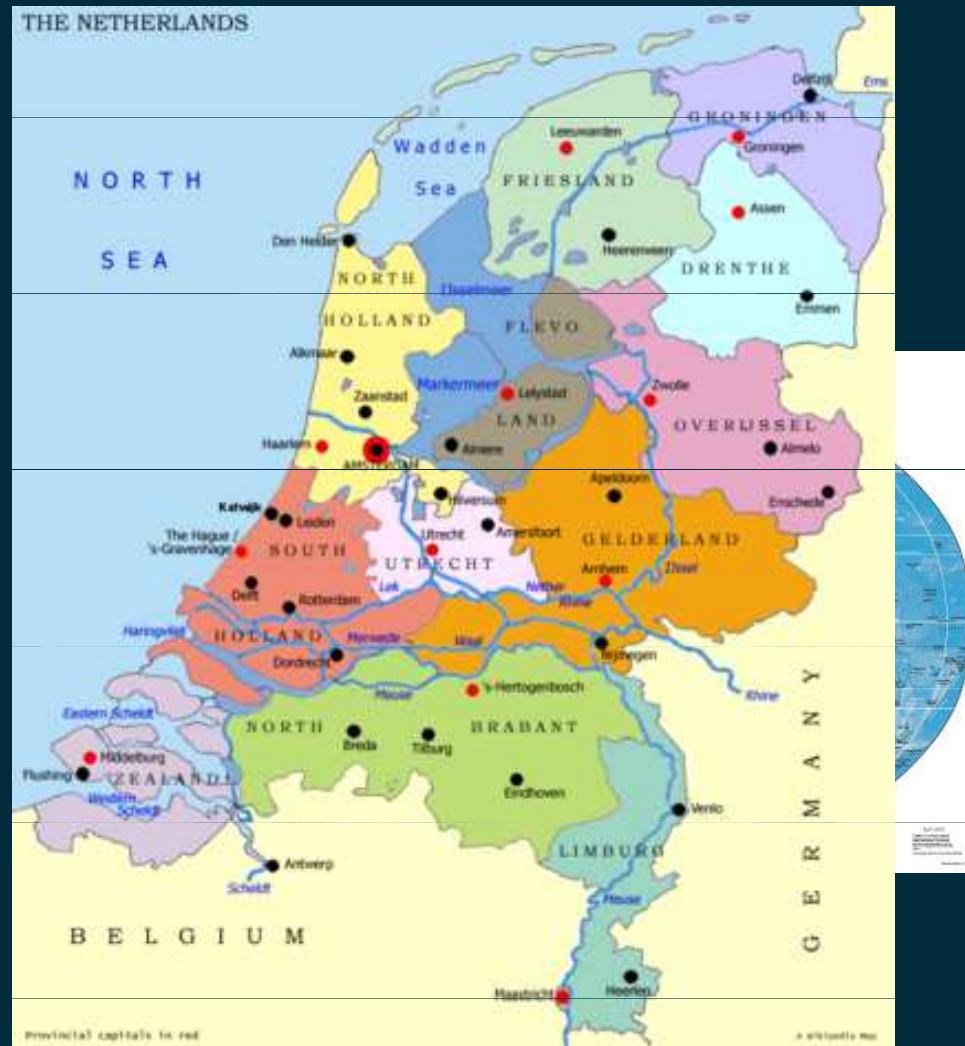 THE NETHERLANDS
Delfzijl
Ems
GRONINGEN
Leeuwarden
Groningen
Wadden
Sea
FRIESLAND
NORTH
SEA
Assen
Den Helder
Heerenveen
DRENTHE
NORTH
IJsselmeer
Emmen
HOLLAND
FLEVO
Alkmaar
Markermeer
Lelystad
Zwolle
Zaanstad
LAND
OVERIJSSEL
Haarlem
Almere
Almelo
AMSTERDAM
Apeldoorn
Hilversum
Enschede
Katwijk
Leiden
Amersfoort
The Hague /
's-Gravenhage
SOUTH
Utrecht
UTRECHT
GELDERLAND
Arnhem
IJssel
Delft
Lek
Nether
Rhine
Rotterdam
Haringvliet
HOLLAND
Merwede
Waal
Nijmegen
Dordrecht
Meuse
's-Hertogenbosch
Rhine
Eastern Scheldt
NORTH
BRABANT
Breda
Tilburg
Middelburg
Flushing
ZEALAND
Western
Scheldt
Eindhoven
Venlo
LIMBURG
Antwerp
Scheldt
Meuse
GERMANY
BELGIUM
Maastricht
Heerlen
Provincial capitals in red
A Wikipedia Map